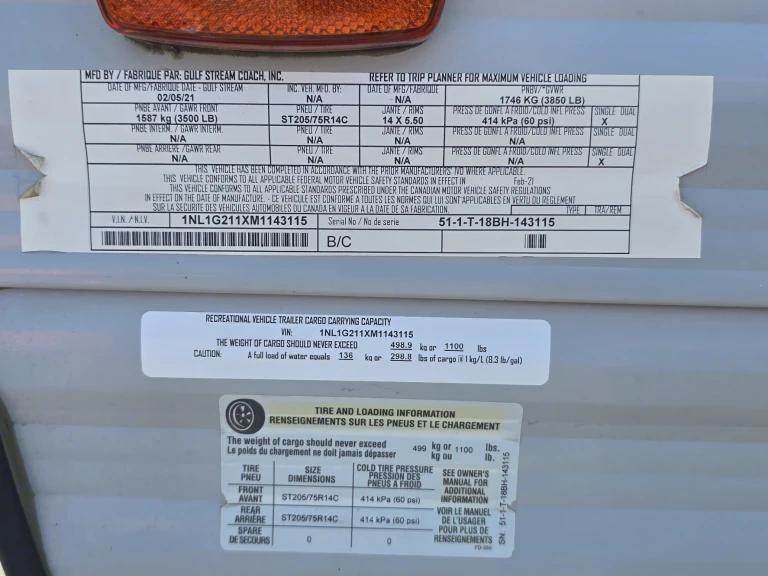 MFD BY / FABRIQUE PAR: GULF STREAM COACH, INC. REFER TO TRIP PLANNER FOR MAXIMUM VEHICLE LOADING
DATE OF MFG/FABRIQUE DATE - GULF STREAM INC. VEH. MFD. BY: DATE OF MFG/FABRIQUE PNBV/*GVWR
02/05/21 N/A N/A 1746 KG (3850 LB)
PNBE AVANT / GAWR FRONT PNEU / TIRE JANTE / RIMS PRESS DE GONFL A FROID/COLD INFL PRESS SINGLE DUAL
1587 kg (3500 LB) ST205/75R14C 14 X 5.50 414 kPa (60 psi) X
PNBE INTERM. / GAWR INTERM. PNEU / TIRE JANTE / RIMS PRESS DE GONFL A FROID/COLD INFL PRESS SINGLE DUAL
N/A N/A N/A N/A
PNBE ARRIERE /GAWR REAR PNEU / TIRE JANTE / RIMS PRESS DE GONFL A FROID/COLD INFL PRESS SINGLE DUAL
N/A N/A N/A N/A X
THIS VEHICLE HAS BEEN COMPLETED IN ACCORDANCE WITH THE PRIOR MANUFACTURERS' IVD WHERE APPLICABLE.
THIS VEHICLE CONFORMS TO ALL APPLICABLE FEDERAL MOTOR VEHICLE SAFETY STANDARDS IN EFFECT IN Feb-21
THIS VEHICLE CONFORMS TO ALL APPLICABLE STANDARDS PRESCRIBED UNDER THE CANADIAN MOTOR VEHICLE SAFETY REGULATIONS
IN EFFECT ON THE DATE OF MANUFACTURE. - CE VEHICULE EST CONFORME A TOUTES LES NORMES QUI LUI SONT APPLICABLES EN VERTU DU REGLEMENT
SUR LA SECURITE DES VEHICULES AUTOMOBILES DU CANADA EN VIGEUR A LA DATE DE SA FABRICATION
TYPE TRA/REM
V.I.N. / N.I.V. 1NL1G211XM1143115 Serial No / No de serie 51-1-T-18BH-143115
B/C
RECREATIONAL VEHICLE TRAILER CARGO CARRYING CAPACITY
VIN: 1NL1G211XM1143115
THE WEIGHT OF CARGO SHOULD NEVER EXCEED 498.9 kg or 1100 lbs
CAUTION: A full load of water equals 136 kg or 298.8 lbs of cargo @ 1 kg/L (8.3 lb/gal)
TIRE AND LOADING INFORMATION
RENSEIGNEMENTS SUR LES PNEUS ET LE CHARGEMENT
The weight of cargo should never exceed 499 kg or 1100 lbs.
Le poids du chargement ne doit jamais dépasser kg ou lb.
TIRE SIZE COLD TIRE PRESSURE
PNEU DIMENSIONS PRESSION DES PNEUS A FROID
FRONT
AVANT ST205/75R14C 414 kPa (60 psi)
REAR
ARRIÈRE ST205/75R14C 414 kPa (60 psi)
SPARE
DE SECOURS 0 0
SEE OWNER'S
MANUAL FOR
ADDITIONAL
INFORMATION
VOIR LE MANUEL
DE L'USAGER
POUR PLUS DE
RENSEIGNEMENTS
SN: 51-1-T-18BH-143115